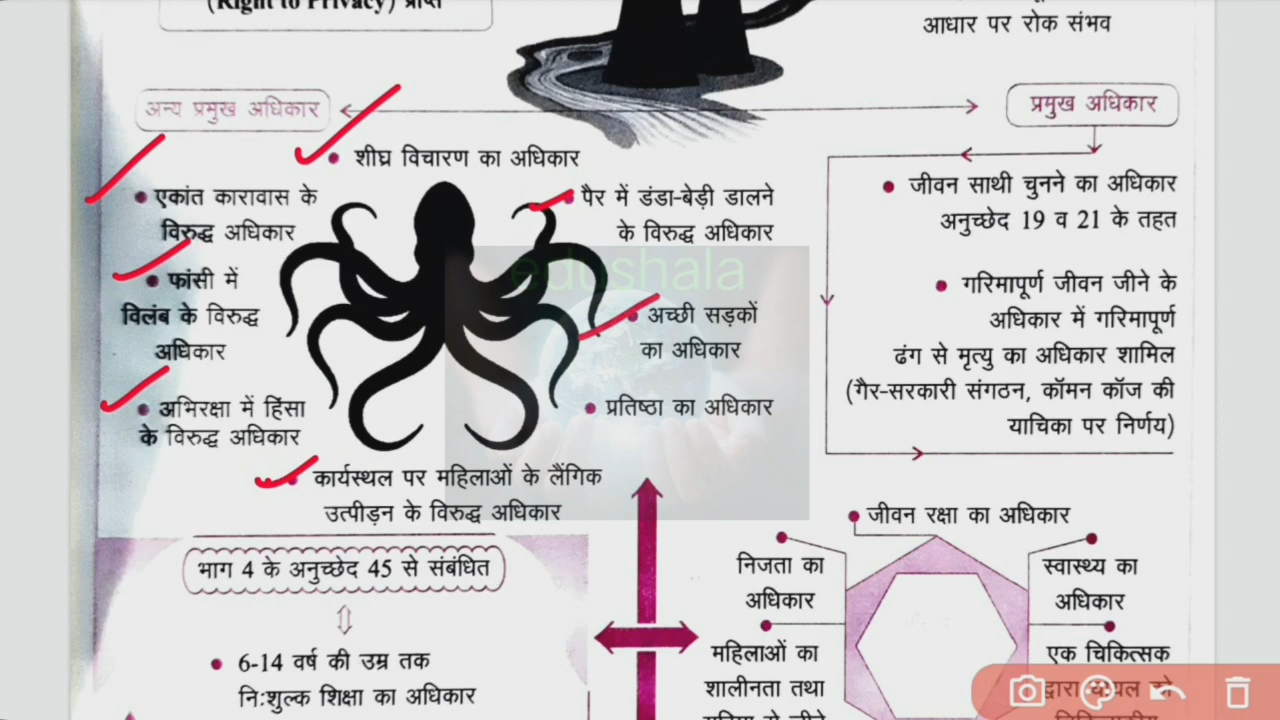 (Right to Privacy) प्राप्त
आधार पर रोक संभव
अन्य प्रमुख अधिकार
प्रमुख अधिकार
शीघ्र विचारण का अधिकार
एकांत कारावास के
विरुद्ध अधिकार
फांसी में
विलंब के विरुद्ध
अधिकार
अभिरक्षा में हिंसा
के विरुद्ध अधिकार
पैर में डंडा-बेड़ी डालने
के विरुद्ध अधिकार
edushala
अच्छी सड़कों
का अधिकार
प्रतिष्ठा का अधिकार
कार्यस्थल पर महिलाओं के लैंगिक
उत्पीड़न के विरुद्ध अधिकार
जीवन साथी चुनने का अधिकार
अनुच्छेद 19 व 21 के तहत
गरिमापूर्ण जीवन जीने के
अधिकार में गरिमापूर्ण
ढंग से मृत्यु का अधिकार शामिल
(गैर-सरकारी संगठन, कॉमन कॉज की
याचिका पर निर्णय)
भाग 4 के अनुच्छेद 45 से संबंधित
6-14 वर्ष की उम्र तक
नि:शुल्क शिक्षा का अधिकार
जीवन रक्षा का अधिकार
निजता का
अधिकार
स्वास्थ्य का
अधिकार
महिलाओं का
शालीनता तथा
एक चिकित्सक
द्वारा